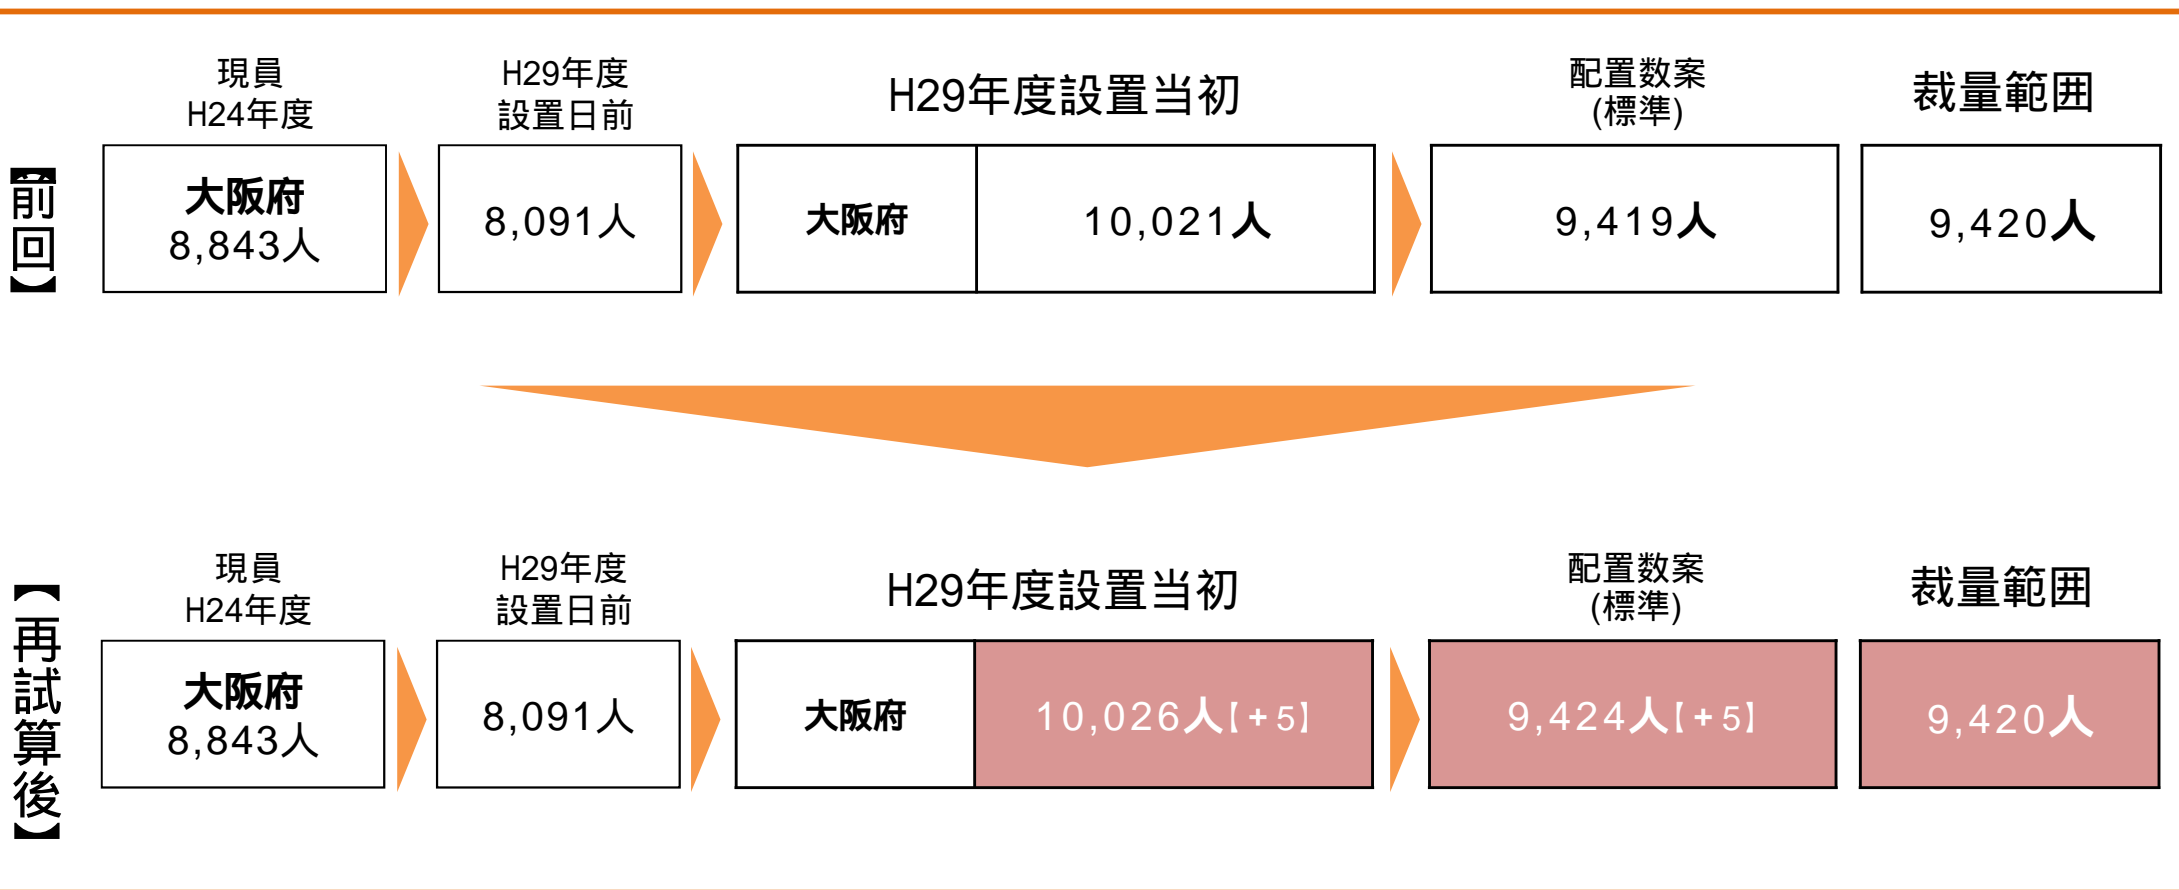 【前回】
現員
H24年度
H29年度
設置日前
H29年度設置当初
配置数案
(標準)
裁量範囲
大阪府
8,843人
8,091人
大阪府
10,021人
9,419人
9,420人
【再試算後】
現員
H24年度
H29年度
設置日前
H29年度設置当初
配置数案
(標準)
裁量範囲
大阪府
8,843人
8,091人
大阪府
10,026人【+5】
9,424人【+5】
9,420人